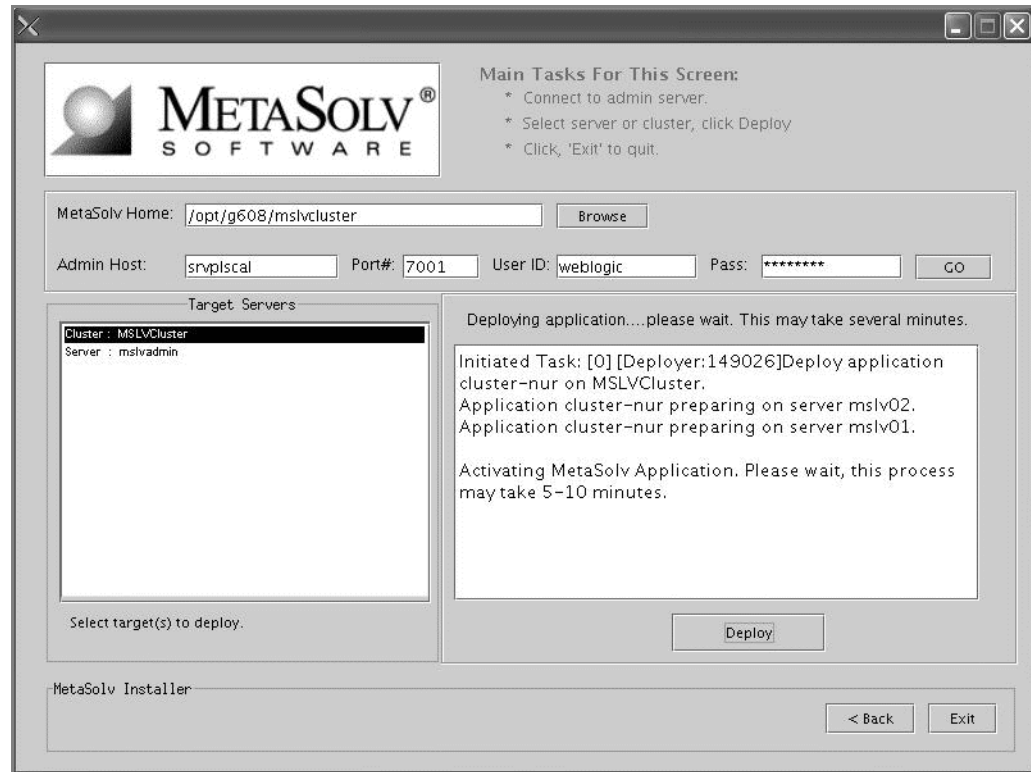 METASOLV®
SOFTWARE
Main Tasks For This Screen:
* Connect to admin server.
* Select server or cluster, click Deploy
* Click, 'Exit' to quit.
MetaSolv Home: /opt/g608/mslvcluster Browse
Admin Host: srvplscal Port#: 7001 User ID: weblogic Pass: ******** GO
Target Servers
Cluster : MSLVCluster
Server : mslvadmin
Select target(s) to deploy.
Deploying application....please wait. This may take several minutes.
Initiated Task: [0] [Deployer:149026]Deploy application
cluster-nur on MSLVCluster.
Application cluster-nur preparing on server mslv02.
Application cluster-nur preparing on server mslv01.
Activating MetaSolv Application. Please wait, this process
may take 5-10 minutes.
Deploy
MetaSolv Installer
< Back Exit